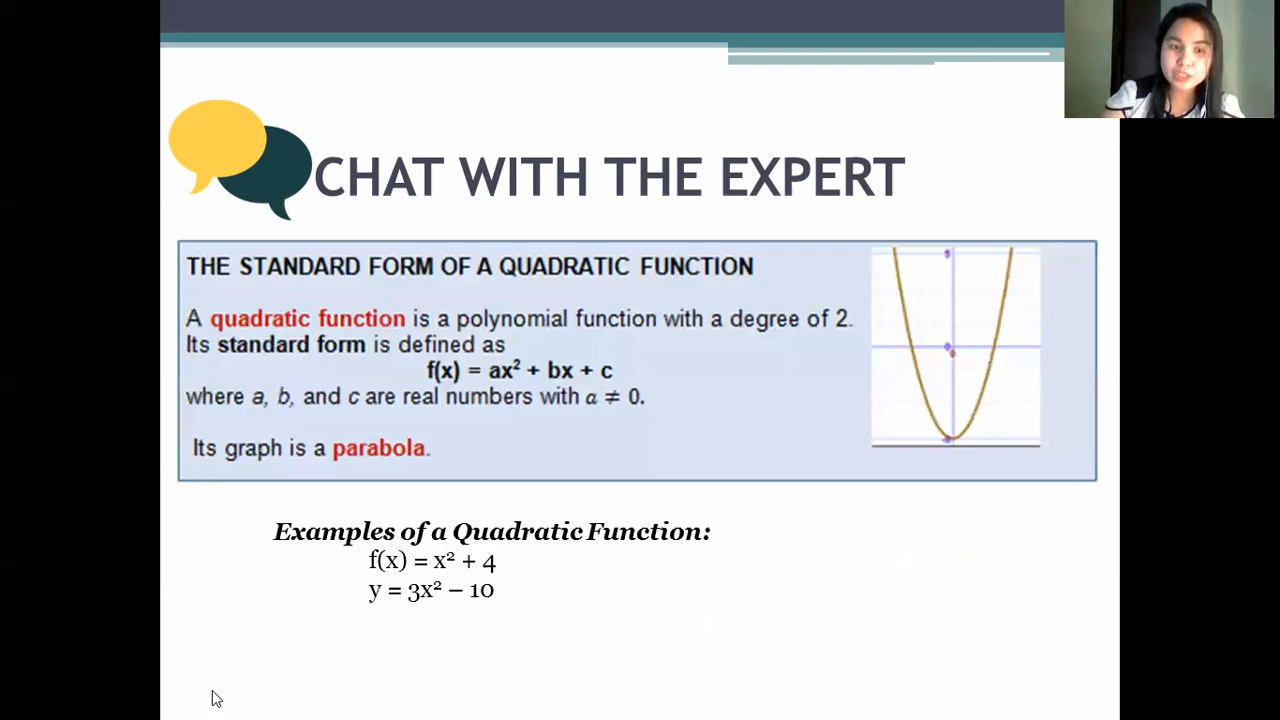 CHAT WITH THE EXPERT
THE STANDARD FORM OF A QUADRATIC FUNCTION
A quadratic function is a polynomial function with a degree of 2.
Its standard form is defined as
f(x) = ax² + bx + c
where a, b, and c are real numbers with a ≠ 0.
Its graph is a parabola.
Examples of a Quadratic Function:
f(x) = x² + 4
y = 3x² – 10